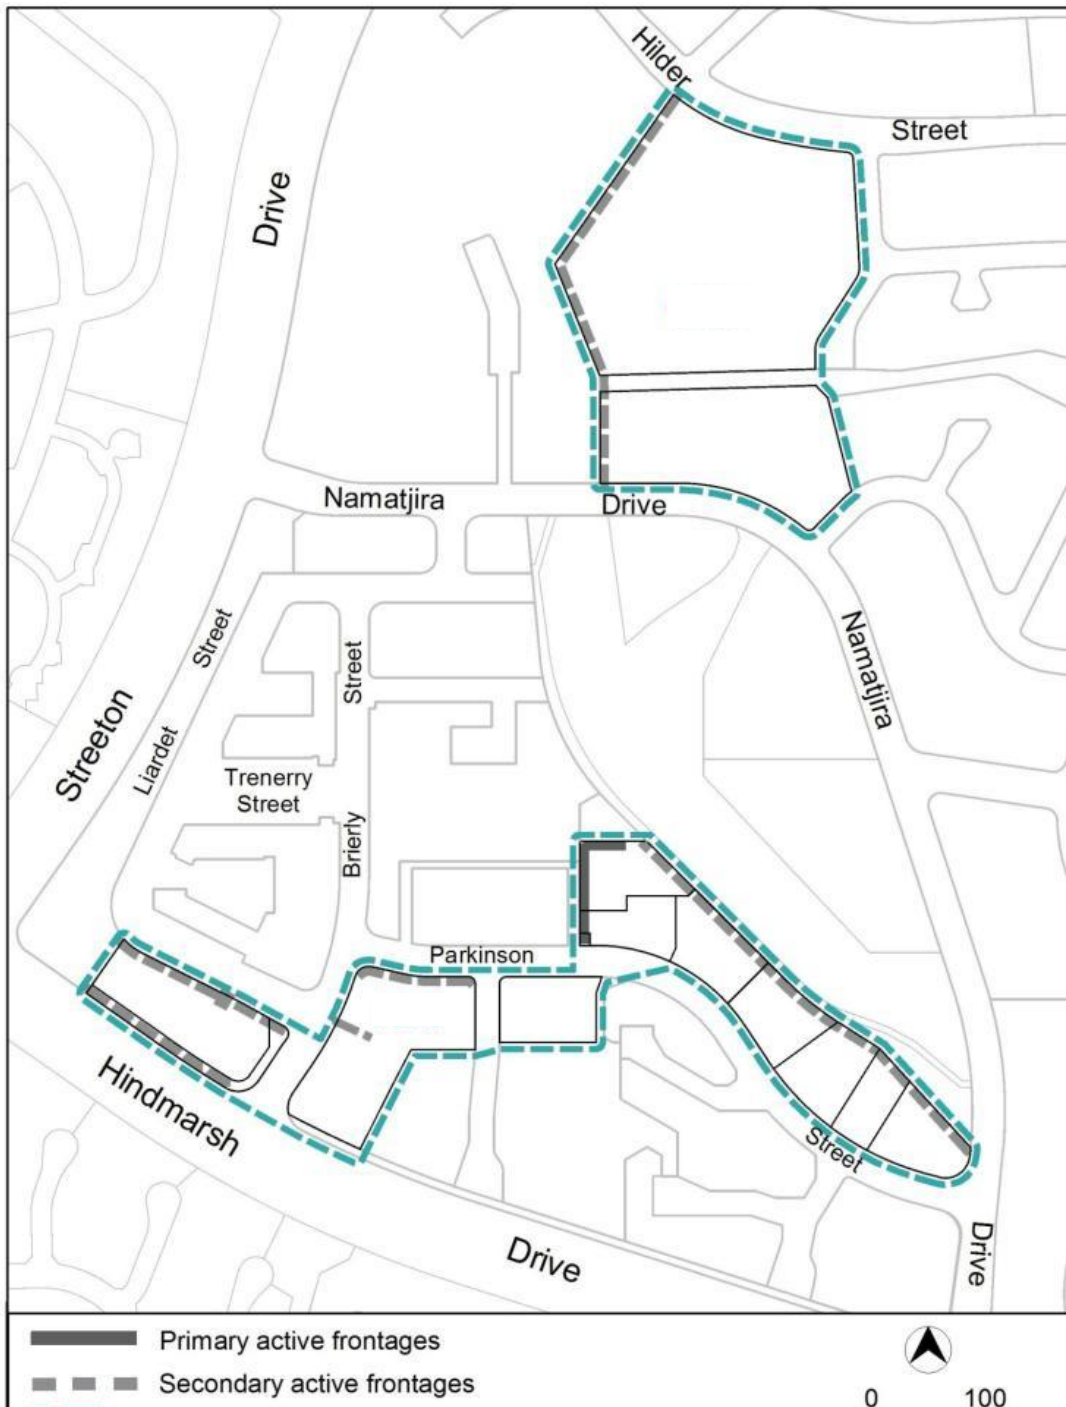 Hilder
Street
Drive
Namatjira
Drive
Street
Street
Namatjira
Streeton
Liardet
Trenerry
Street
Brierly
Parkinson
Hindmarsh
Street
Drive
Drive
Primary active frontages
Secondary active frontages
0 100